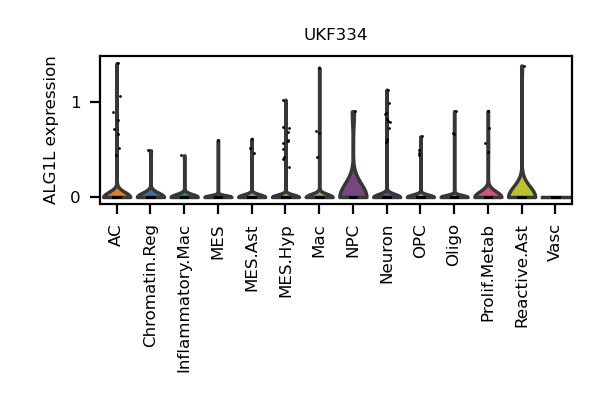 UKF334
ALG1L expression
1
0
AC
Chromatin.Reg
Inflammatory.Mac
MES
MES.Ast
MES.Hyp
Mac
NPC
Neuron
OPC
Oligo
Prolif.Metab
Reactive.Ast
Vasc